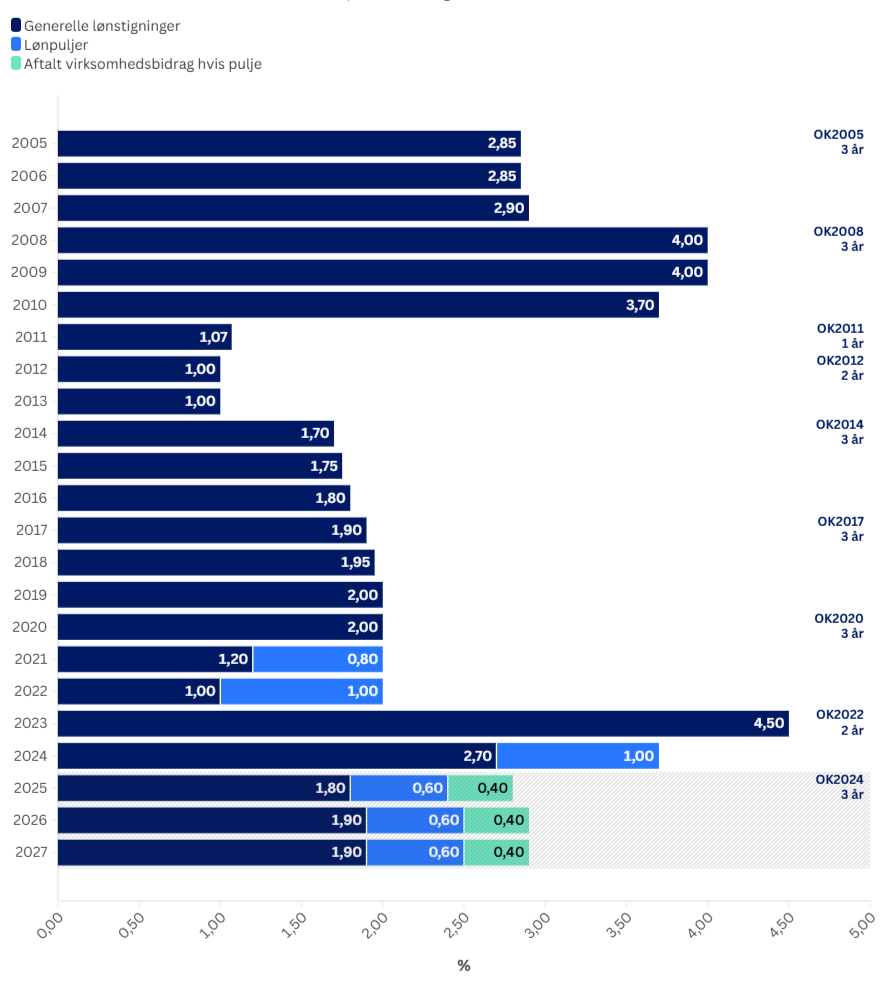 Generelle lønstigninger
Lønpuljer
Aftalt virksomhedsbidrag hvis pulje
2005 2,85 OK2005
3 år
2006 2,85
2007 2,90
2008 4,00 OK2008
3 år
2009 4,00
2010 3,70
2011 1,07 OK2011
1 år
2012 1,00 OK2012
2 år
2013 1,00
2014 1,70 OK2014
3 år
2015 1,75
2016 1,80
2017 1,90 OK2017
3 år
2018 1,95
2019 2,00
2020 2,00 OK2020
3 år
2021 1,20 0,80
2022 1,00 1,00
2023 4,50 OK2022
2 år
2024 2,70 1,00
2025 1,80 0,60 0,40 OK2024
3 år
2026 1,90 0,60 0,40
2027 1,90 0,60 0,40
0,00 0,50 1,00 1,50 2,00 2,50 3,00 3,50 4,00 4,50 5,00
%